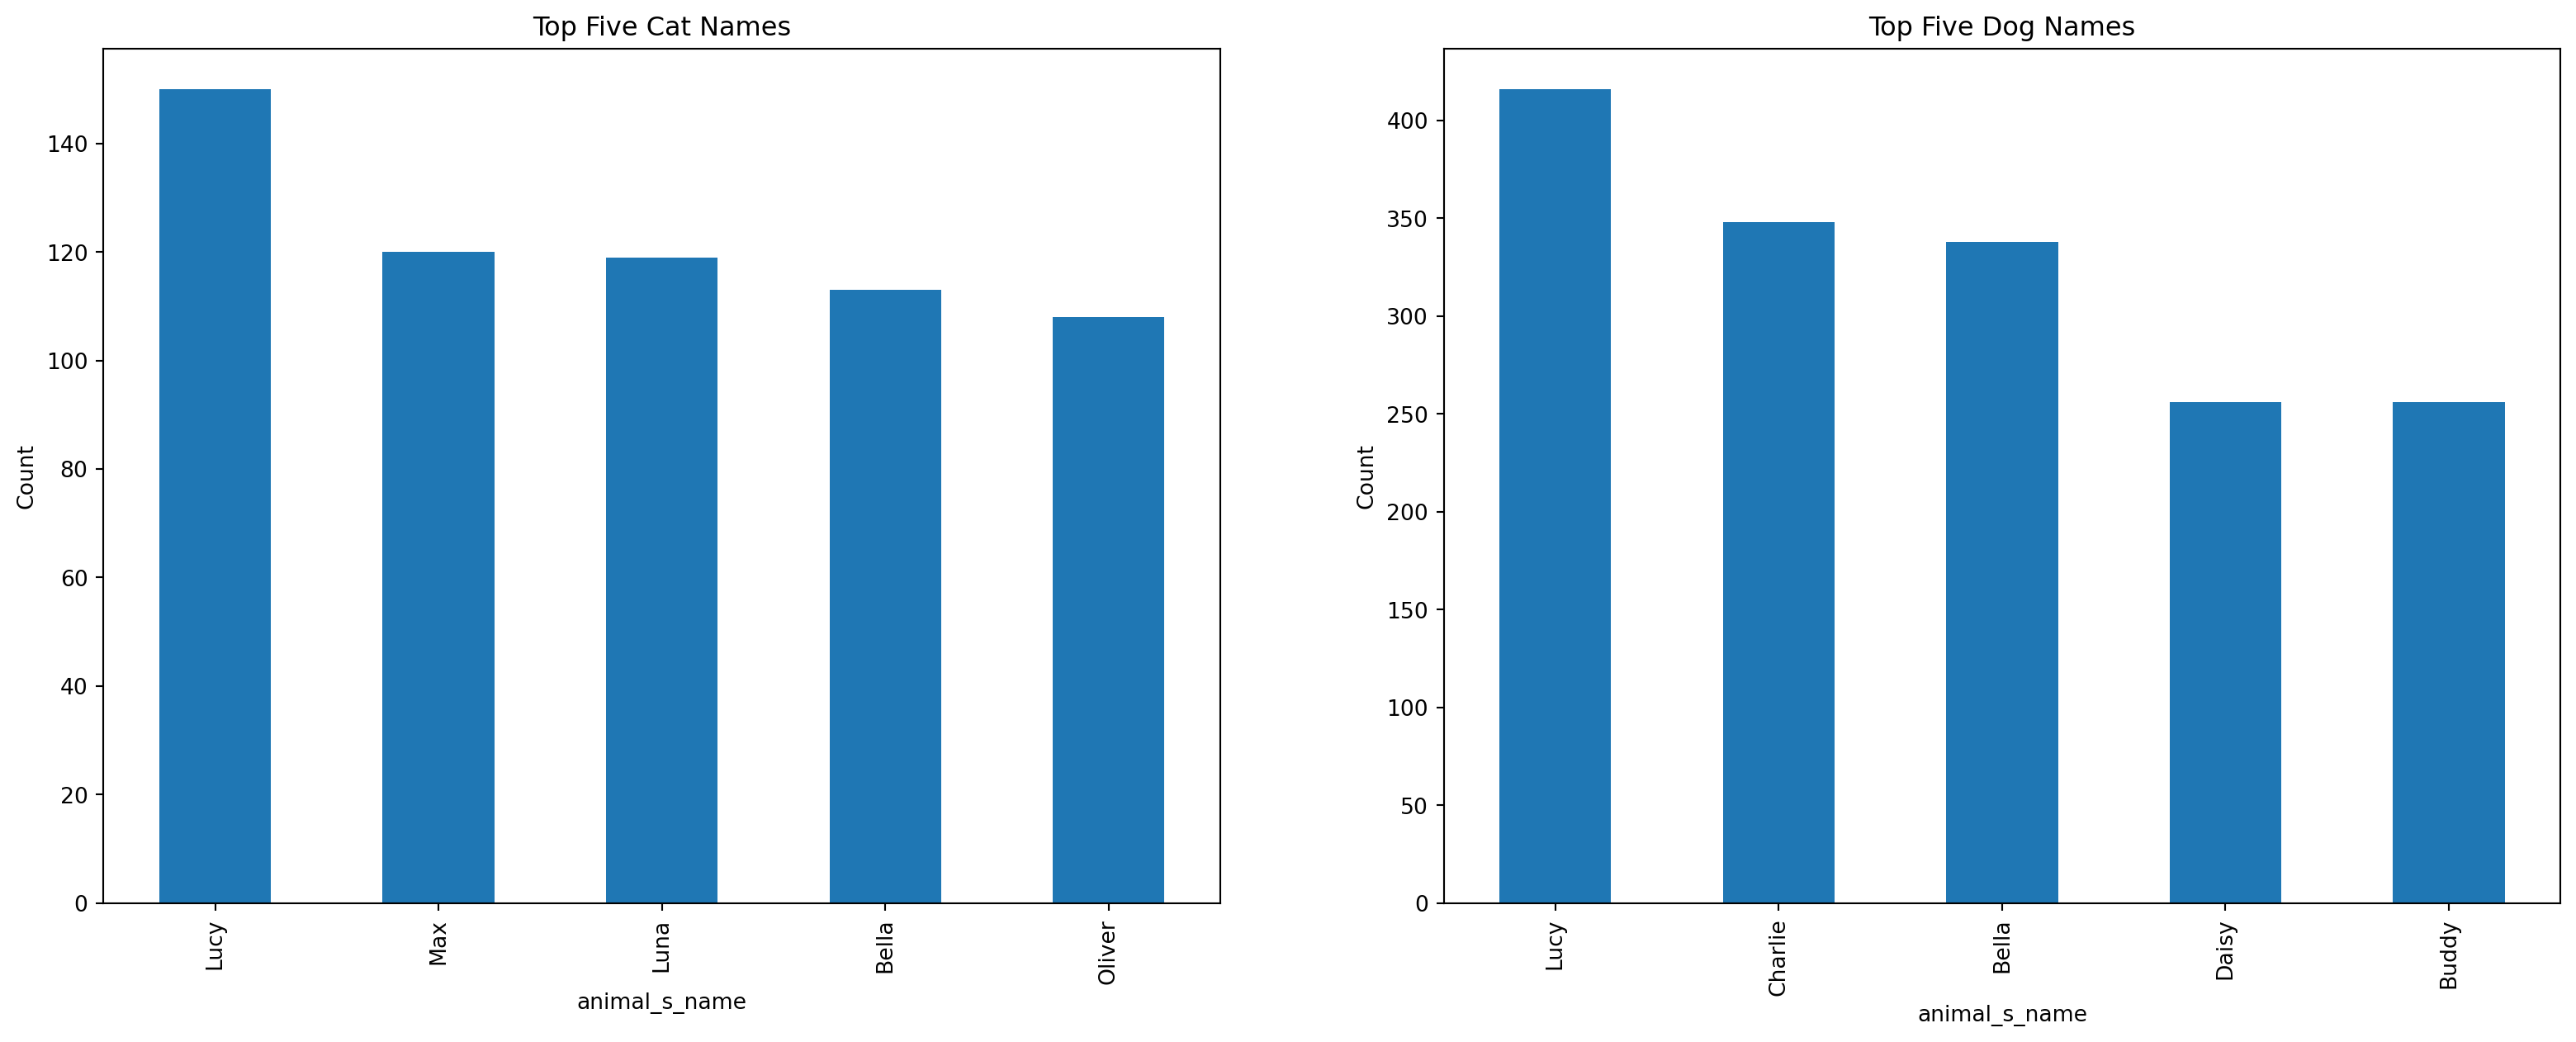 Top Five Cat Names
140
120
100
80
60
40
20
0
Count
Lucy
Max
Luna
Bella
Oliver
animal_s_name
Top Five Dog Names
400
350
300
250
200
150
100
50
0
Count
Lucy
Charlie
Bella
Daisy
Buddy
animal_s_name